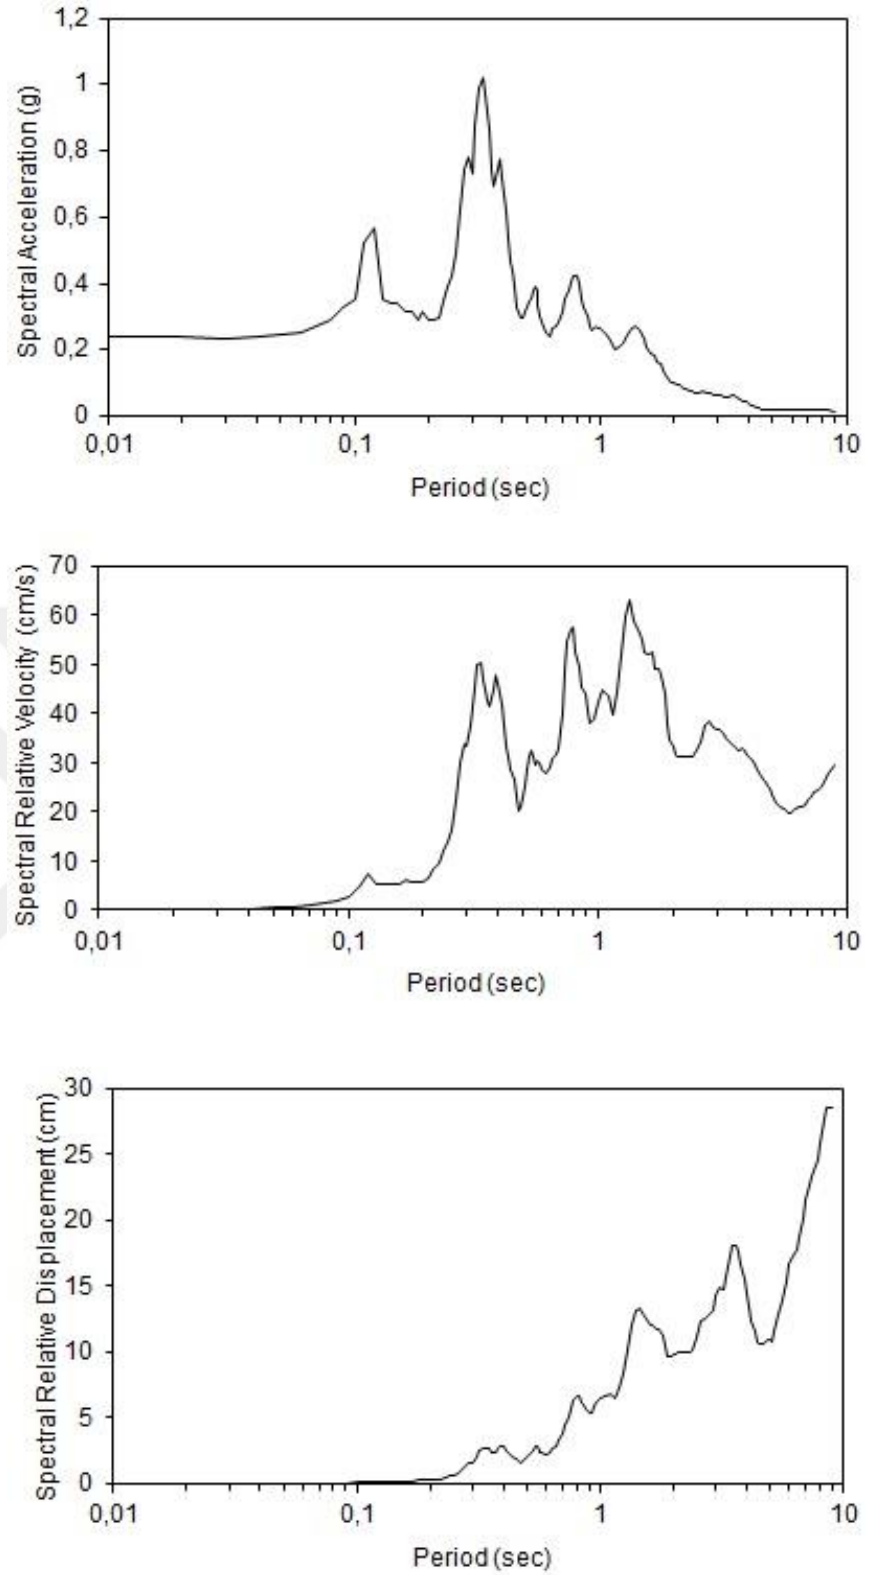 Spectral Acceleration (g)
1,2
1
0,8
0,6
0,4
0,2
0
0,01 0,1 1 10
Period (sec)
Spectral Relative Velocity (cm/s)
70
60
50
40
30
20
10
0
0,01 0,1 1 10
Period (sec)
Spectral Relative Displacement (cm)
30
25
20
15
10
5
0
0,01 0,1 1 10
Period (sec)